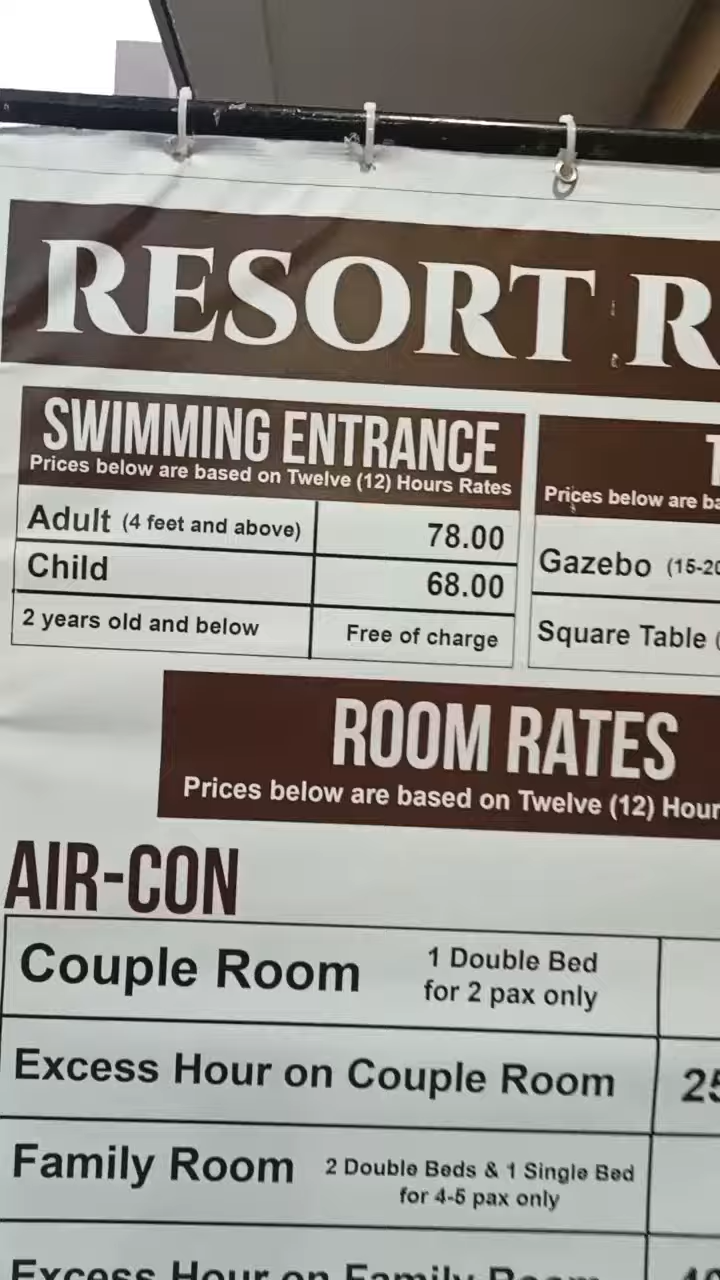 RESORT R
SWIMMING ENTRANCE
Prices below are based on Twelve (12) Hours Rates
Adult (4 feet and above) 78.00
Child 68.00
2 years old and below Free of charge
Prices below are ba
Gazebo (15-20
Square Table (
ROOM RATES
Prices below are based on Twelve (12) Hour
AIR-CON
Couple Room 1 Double Bed
for 2 pax only
Excess Hour on Couple Room 25
Family Room 2 Double Beds & 1 Single Bed
for 4-5 pax only
Excess Hour on Family Room